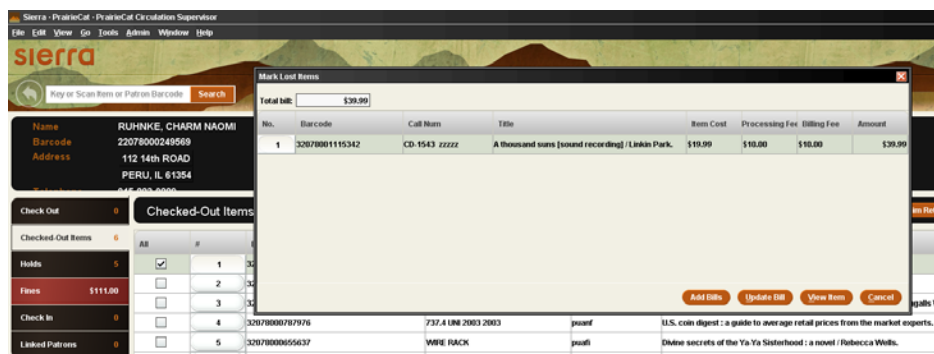 Sierra - PrairieCat - PrairieCat Circulation Supervisor
File Edit View Go Tools Admin Window Help
sierra
Key or Scan Item or Patron Barcode Search
Mark Lost Items
Total bill: $39.99
No. Barcode Call Num Title Item Cost Processing Fee Billing Fee Amount
1 32078001115342 CD-1543 zzzzz A thousand suns [sound recording] / Linkin Park. $19.99 $10.00 $10.00 $39.99
Name RUHNKE, CHARM NAOMI
Barcode 22078000249569
Address 112 14th ROAD
PERU, IL 61354
Check Out 0
Checked-Out Items
Checked-Out Items 6
All #
Holds 5
1
Fines $111.00
2
3
Add Bills Update Bill View Item Cancel
Check In 0
4 32078000787976 737.4 UNI 2003 2003 puanf U.S. coin digest : a guide to average retail prices from the market experts.
Linked Patrons 0
5 32078000655637 WIRE RACK puafi Divine secrets of the Ya-Ya Sisterhood : a novel / Rebecca Wells.